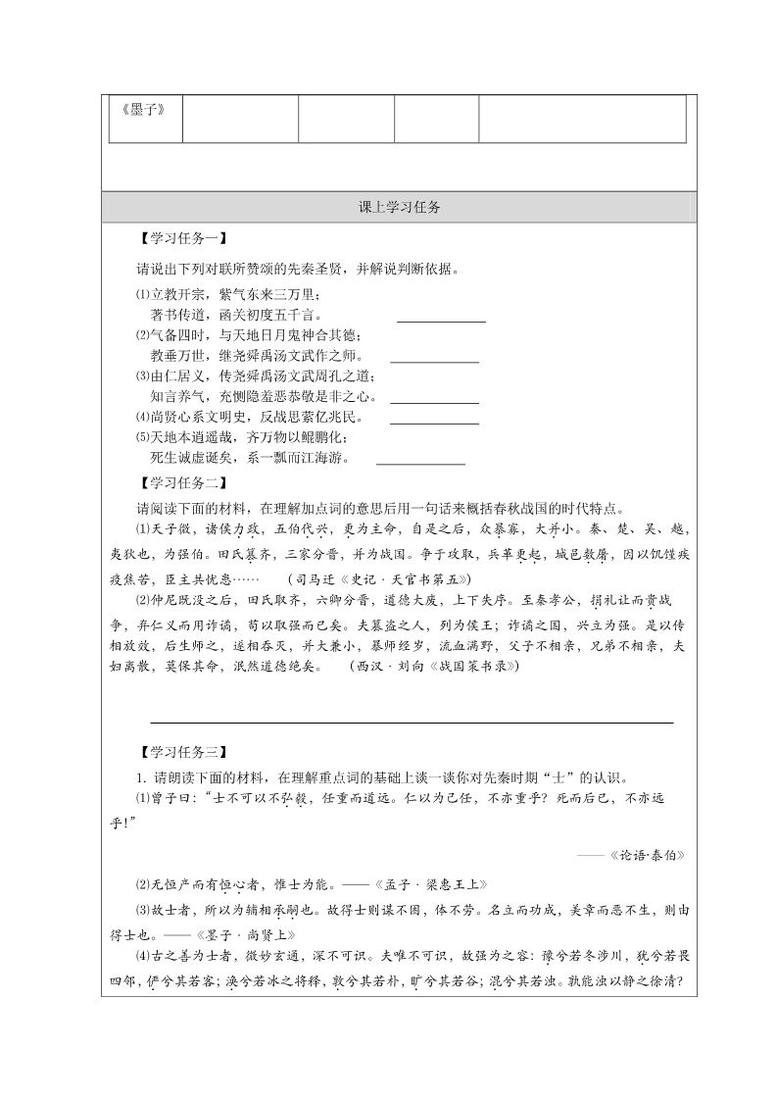 《墨子》
课上学习任务
【学习任务一】
请说出下列对联所赞颂的先秦圣贤，并解说判断依据。
⑴立教开宗，紫气东来三万里；
著书传道，函关初度五千言。
⑵气备四时，与天地日月鬼神合其德；
教垂万世，继尧舜禹汤文武作之师。
⑶由仁居义，传尧舜禹汤文武周孔之道；
知言养气，充恻隐羞恶恭敬是非之心。
⑷尚贤心系文明史，反战思萦亿兆民。
⑸天地本逍遥哉，齐万物以鲲鹏化；
死生诚虚诞矣，系一瓢而江海游。
【学习任务二】
请阅读下面的材料，在理解加点词的意思后用一句话来概括春秋战国的时代特点。
⑴天子微，诸侯力政，五伯代兴，更为主命，自是之后，众暴寡，大并小。秦、楚、吴、越，
夷狄也，为强伯。田氏篡齐，三家分晋，并为战国。争于攻取，兵革更起，城邑数屠，因以饥馑疾
疫焦苦，臣主共忧患…… （司马迁《史记·天官书第五》）
⑵仲尼既没之后，田氏取齐，六卿分晋，道德大废，上下失序。至秦孝公，捐礼让而贵战
争，弃仁义而用诈谲，苟以取强而已矣。夫篡盗之人，列为侯王；诈谲之国，兴立为强。是以传
相放效，后生师之，遂相吞灭，并大兼小，暴师经岁，流血满野，父子不相亲，兄弟不相亲，夫
妇离散，莫保其命，泯然道德绝矣。 （西汉·刘向《战国策书录》）
【学习任务三】
1. 请朗读下面的材料，在理解重点词的基础上谈一谈你对先秦时期“士”的认识。
⑴曾子曰：“士不可以不弘毅，任重而道远。仁以为己任，不亦重乎？死而后已，不亦远
乎！”
——《论语·泰伯》
⑵无恒产而有恒心者，惟士为能。——《孟子·梁惠王上》
⑶故士者，所以为辅相承嗣也。故得士则谋不困，体不劳。名立而功成，美章而恶不生，则由
得士也。——《墨子·尚贤上》
⑷古之善为士者，微妙玄通，深不可识。夫唯不可识，故强为之容：豫兮若冬涉川，犹兮若畏
四邻，俨兮其若客；涣兮若冰之将释，敦兮其若朴，旷兮其若谷；混兮其若浊。孰能浊以静之徐清？